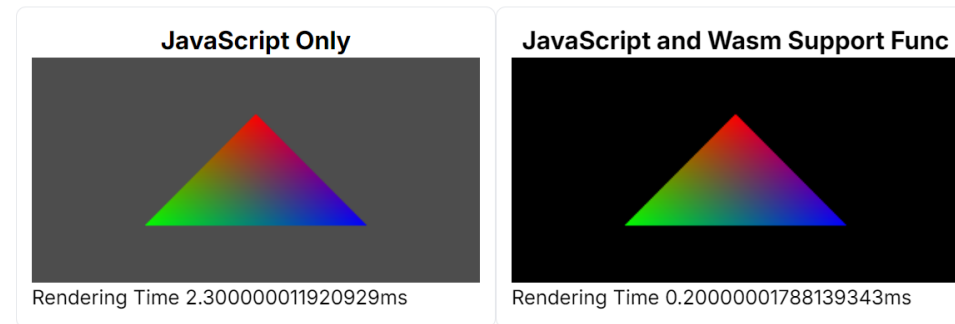 JavaScript Only
Rendering Time 2.300000011920929ms
JavaScript and Wasm Support Func
Rendering Time 0.20000001788139343ms